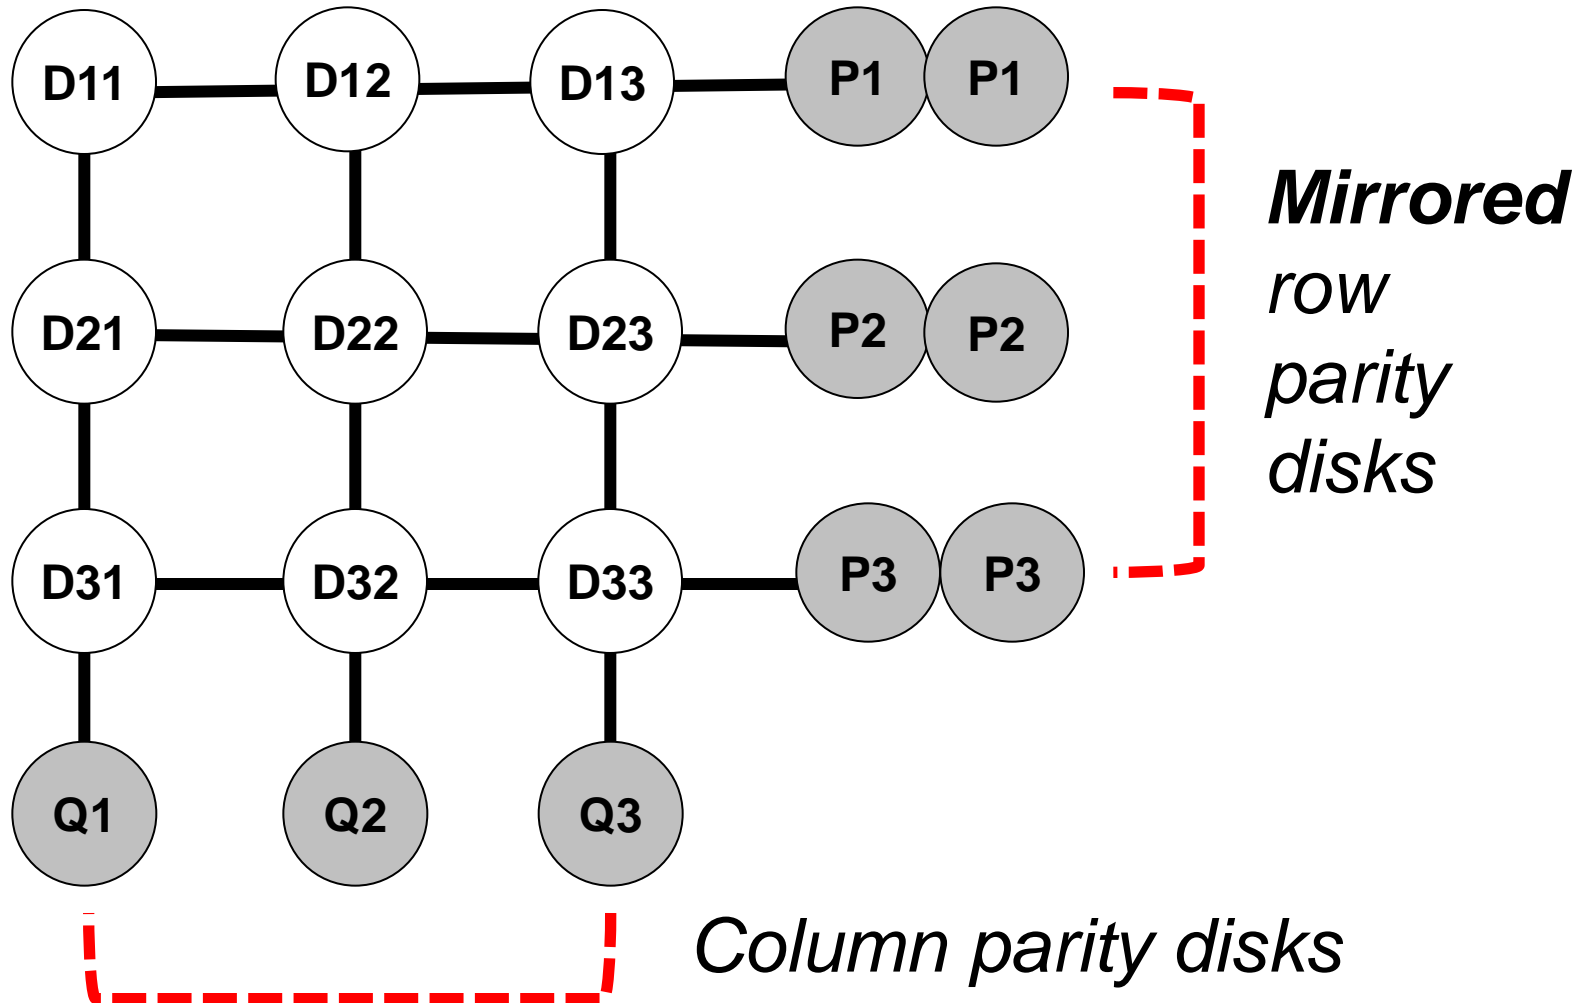 D11 D12 D13 P1 P1
Mirrored
row
parity
disks
D21 D22 D23 P2 P2
D31 D32 D33 P3 P3
Q1 Q2 Q3
Column parity disks